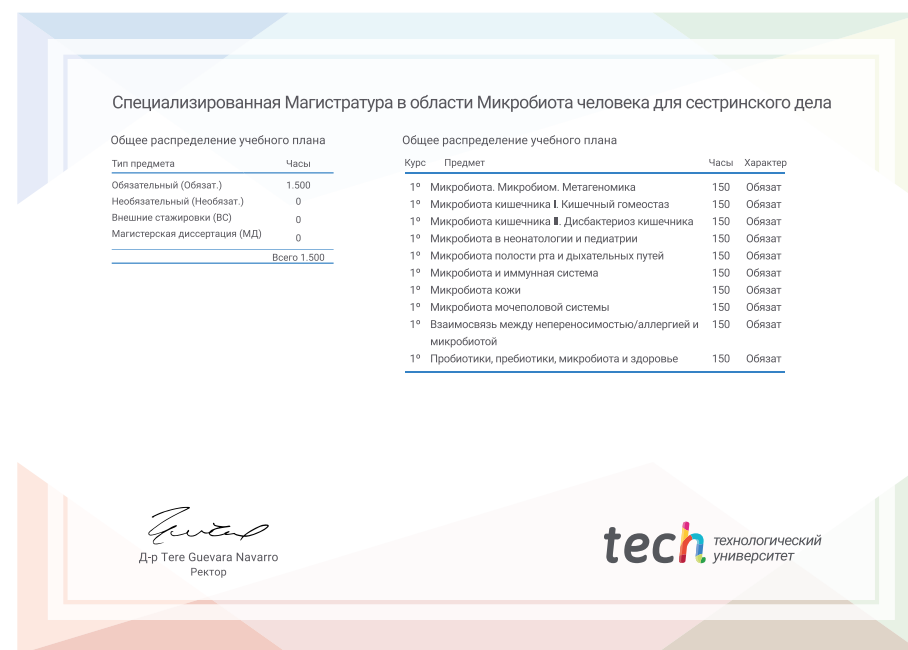 Специализированная Магистратура в области Микробиота человека для сестринского дела
Общее распределение учебного плана
Тип предмета Часы
Обязательный (Обязат.) 1.500
Необязательный (Необязат.) 0
Внешние стажировки (ВС) 0
Магистерская диссертация (МД) 0
Всего 1.500
Общее распределение учебного плана
Курс Предмет Часы Характер
1º Микробиота. Микробиом. Метагеномика 150 Обязат
1º Микробиота кишечника I. Кишечный гомеостаз 150 Обязат
1º Микробиота кишечника II. Дисбактериоз кишечника 150 Обязат
1º Микробиота в неонатологии и педиатрии 150 Обязат
1º Микробиота полости рта и дыхательных путей 150 Обязат
1º Микробиота и иммунная система 150 Обязат
1º Микробиота кожи 150 Обязат
1º Микробиота мочеполовой системы 150 Обязат
1º Взаимосвязь между непереносимостью/аллергией и 150 Обязат
микробиотой
1º Пробиотики, пребиотики, микробиота и здоровье 150 Обязат
Д-р Tere Guevara Navarro
Ректор
tech технологический
университет